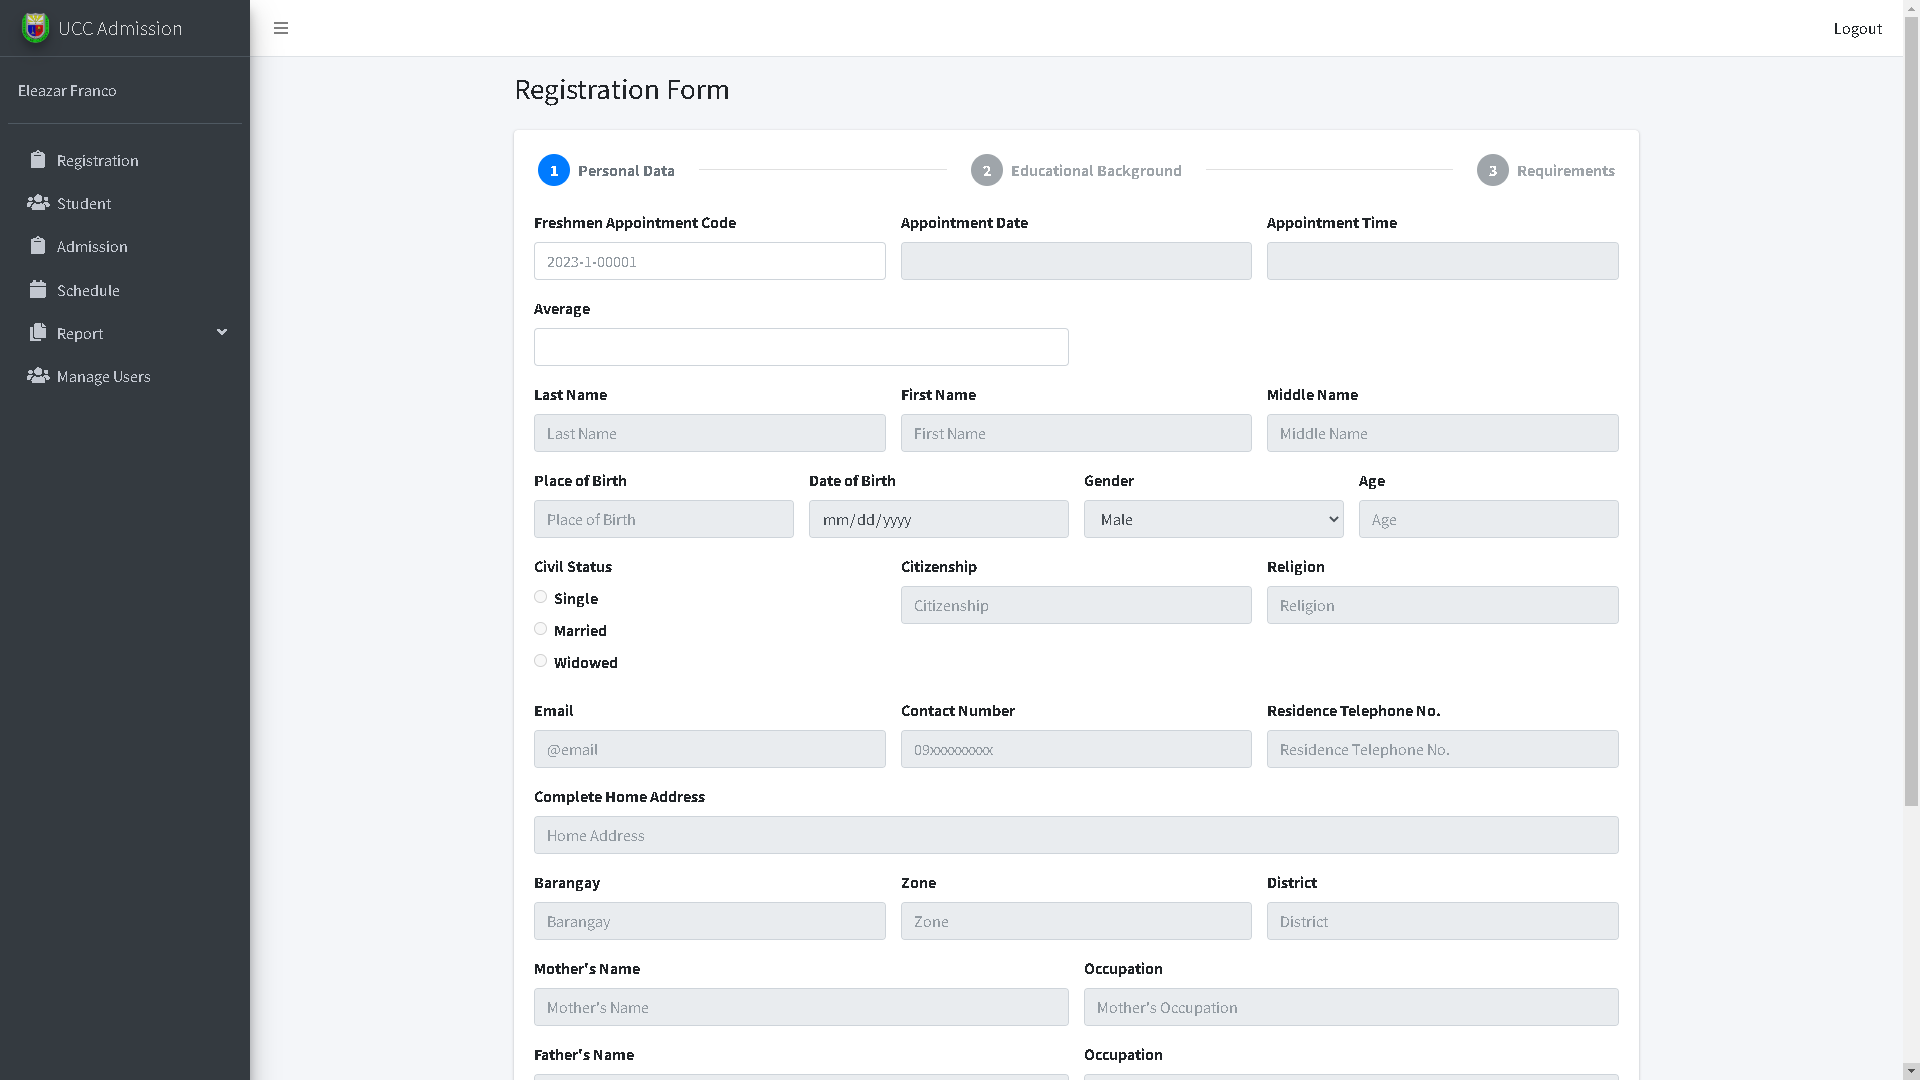 UCC Admission
Logout
Eleazar Franco
Registration
Student
Admission
Schedule
Report
Manage Users
Registration Form
1 Personal Data
2 Educational Background
3 Requirements
Freshmen Appointment Code
Appointment Date
Appointment Time
2023-1-00001
Average
Last Name
First Name
Middle Name
Last Name
First Name
Middle Name
Place of Birth
Date of Birth
Gender
Age
Place of Birth
mm/dd/yyyy
Male
Age
Civil Status
Citizenship
Religion
Single
Citizenship
Religion
Married
Widowed
Email
Contact Number
Residence Telephone No.
@email
09xxxxxxxxx
Residence Telephone No.
Complete Home Address
Home Address
Barangay
Zone
District
Barangay
Zone
District
Mother's Name
Occupation
Mother's Name
Mother's Occupation
Father's Name
Occupation